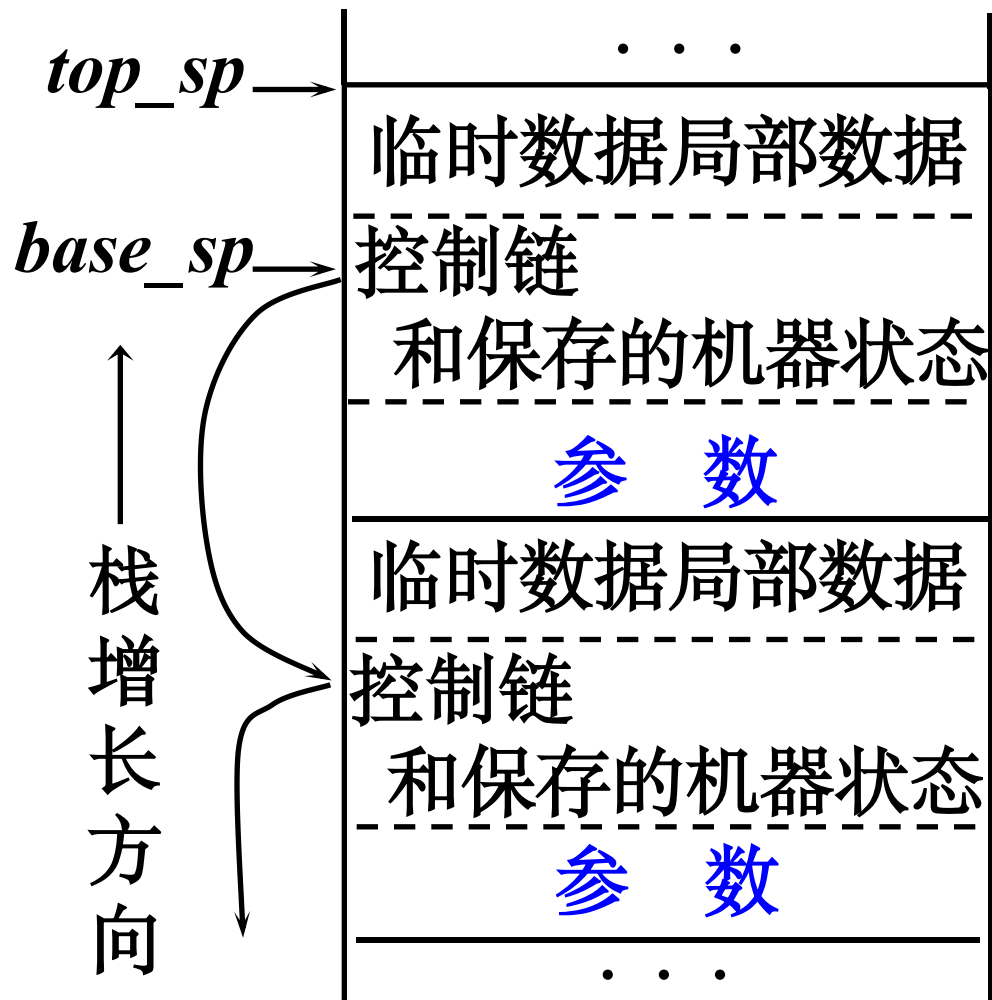 . . .
top_sp
临时数据局部数据
base_sp
控制链
和保存的机器状态
参 数
临时数据局部数据
控制链
和保存的机器状态
参 数
. . .
栈增长方向